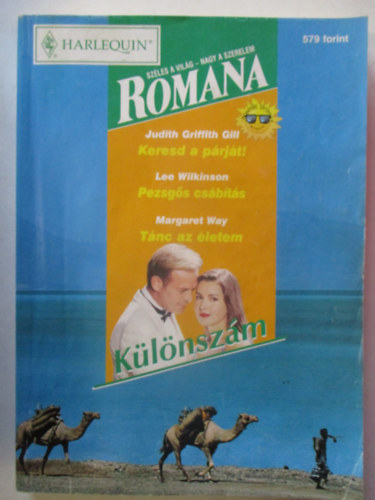 HARLEQUIN®
579 forint
SZÉLES A VILÁG – NAGY A SZERELEM
ROMANA
Judith Griffith Gill
Keresd a párját!
Lee Wilkinson
Pezsgős csábítás
Margaret Way
Tánc az életem
Különszám